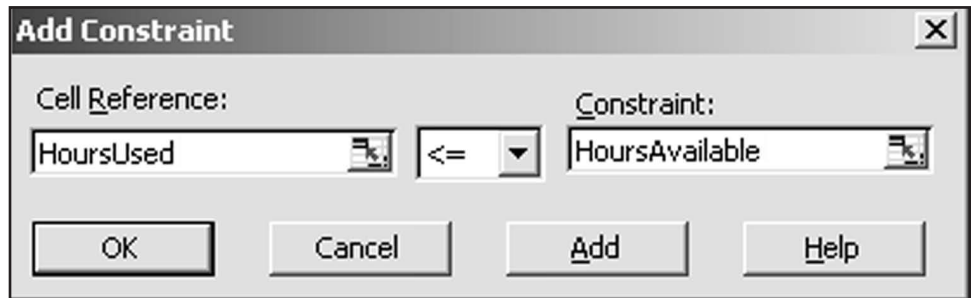 Add Constraint
Cell Reference:
Constraint:
HoursUsed
<=
HoursAvailable
OK
Cancel
Add
Help